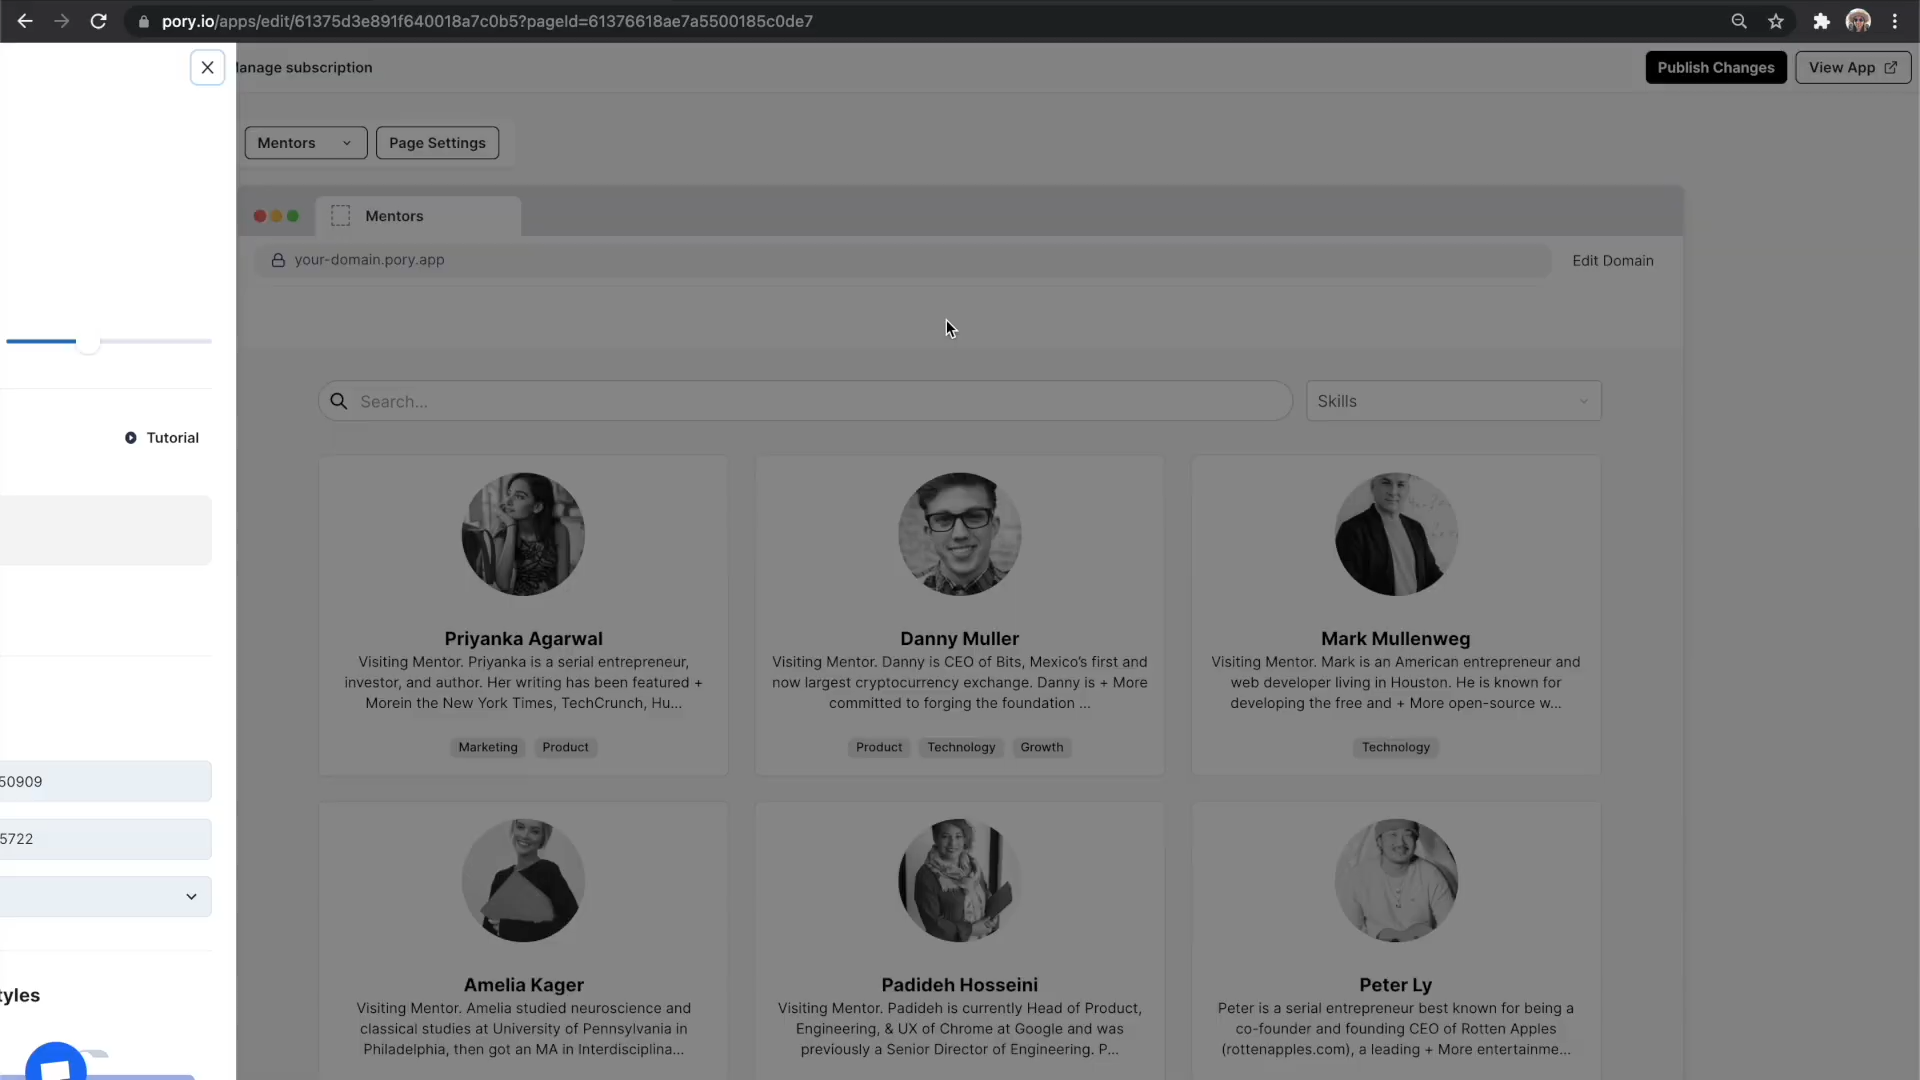 pory.io/apps/edit/61375d3e891f640018a7c0b5?pageId=61376618ae7a5500185c0de7
anage subscription
Publish Changes
View App
Mentors
Page Settings
Mentors
your-domain.pory.app
Edit Domain
Search...
Skills
Tutorial
Priyanka Agarwal
Visiting Mentor. Priyanka is a serial entrepreneur,
investor, and author. Her writing has been featured +
Morein the New York Times, TechCrunch, Hu...
Marketing
Product
Danny Muller
Visiting Mentor. Danny is CEO of Bits, Mexico’s first and
now largest cryptocurrency exchange. Danny is + More
committed to forging the foundation ...
Product
Technology
Growth
Mark Mullenweg
Visiting Mentor. Mark is an American entrepreneur and
web developer living in Houston. He is known for
developing the free and + More open-source w...
Technology
50909
5722
tyles
Amelia Kager
Visiting Mentor. Amelia studied neuroscience and
classical studies at University of Pennsylvania in
Philadelphia, then got an MA in Interdisciplina...
Padideh Hosseini
Visiting Mentor. Padideh is currently Head of Product,
Engineering, & UX of Chrome at Google and was
previously a Senior Director of Engineering. P...
Peter Ly
Peter is a serial entrepreneur best known for being a
co-founder and founding CEO of Rotten Apples
(rottenapples.com), a leading + More entertainme...